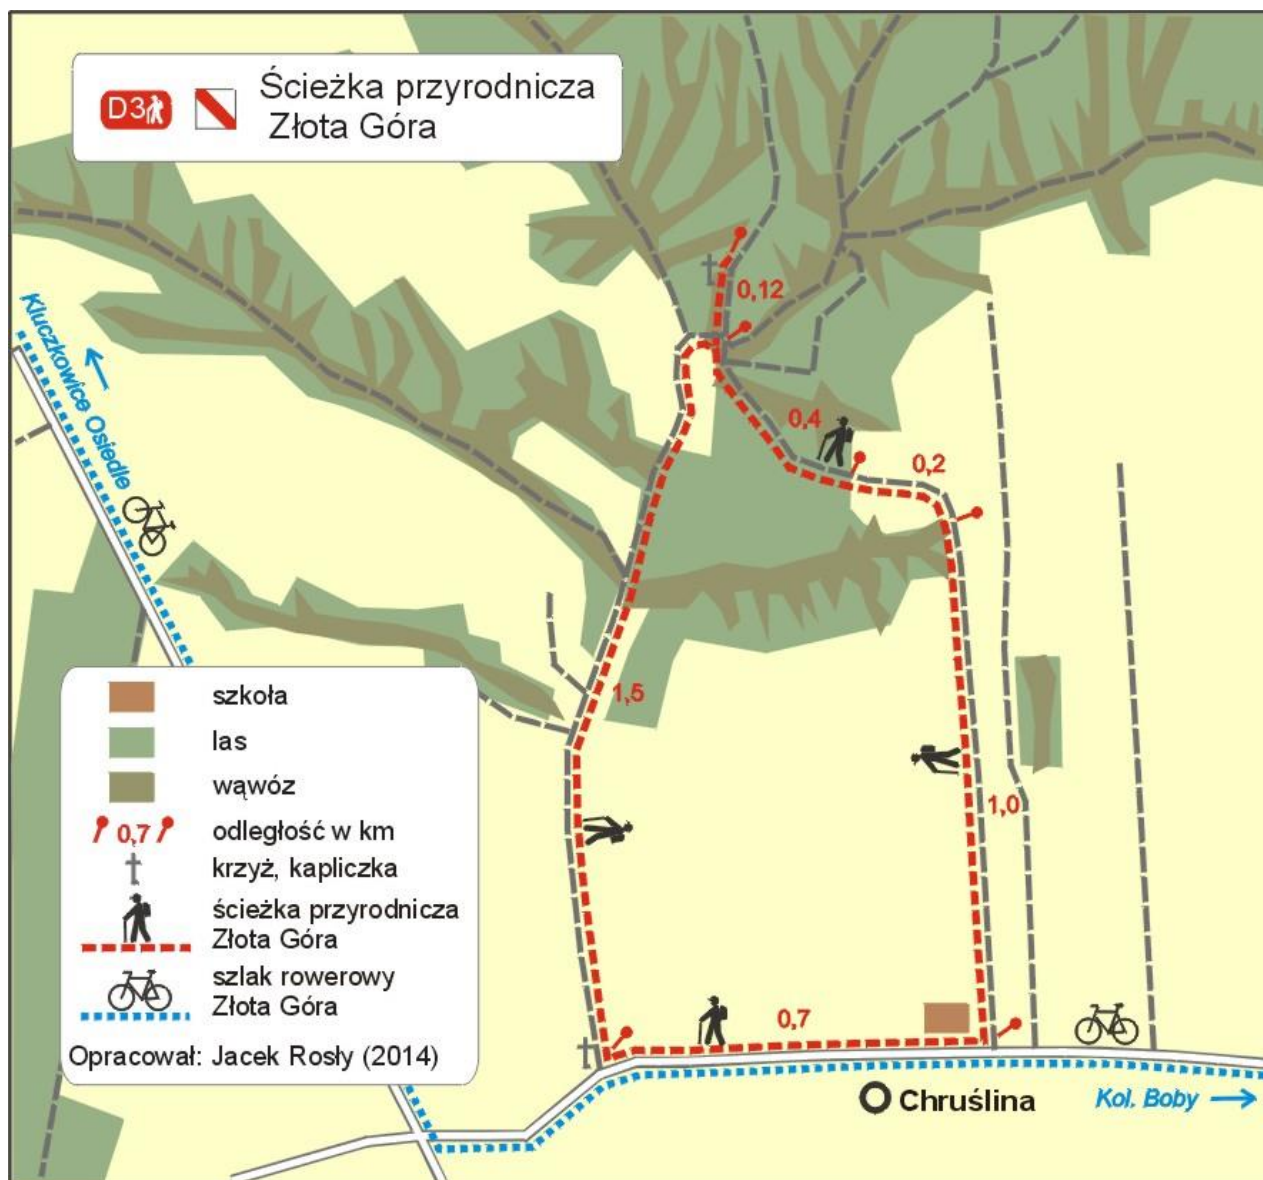 D3
Ścieżka przyrodnicza
Złota Góra
Kluczkowice Osiedle
0,12
0,4
0,2
1,5
1,0
0,7
szkoła
las
wąwóz
0,7 odległość w km
krzyż, kapliczka
ścieżka przyrodnicza
Złota Góra
szlak rowerowy
Złota Góra
Opracował: Jacek Rosły (2014)
Chruślina
Kol. Boby